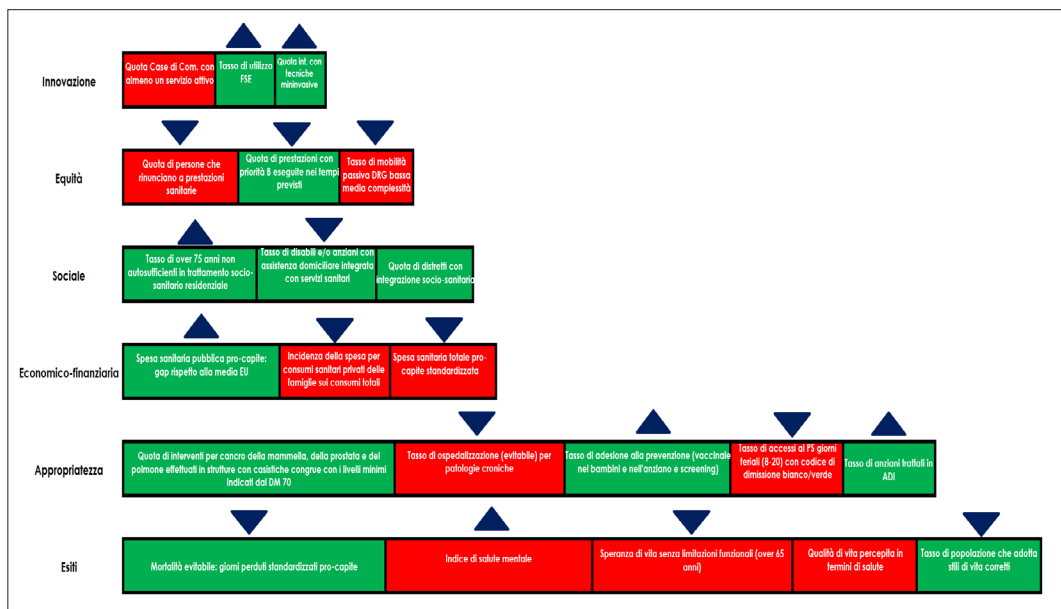 Innovazione
Quota Case di Com. con
almeno un servizio attivo
Tasso di utilizzo
FSE
Quota int. con
tecniche
mininvasive
Equità
Quota di persone che
rinunciano a prestazioni
sanitarie
Quota di prestazioni con
priorità B eseguite nei tempi
previsti
Tasso di mobilità
passiva DRG bassa
media complessità
Sociale
Tasso di over 75 anni non
autosufficienti in trattamento socio-
sanitario residenziale
Tasso di disabili e/o anziani con
assistenza domiciliare integrata
con servizi sanitari
Quota di distretti con
integrazione socio-sanitaria
Economico-finanziaria
Spesa sanitaria pubblica pro-capite:
gap rispetto alla media EU
Incidenza della spesa per
consumi sanitari privati delle
famiglie sui consumi totali
Spesa sanitaria totale pro-
capite standardizzata
Appropriatezza
Quota di interventi per cancro della mammella, della prostata e del
polmone effettuati in strutture con casistiche congrue con i livelli minimi
indicati dal DM 70
Tasso di ospedalizzazione (evitabile) per
patologie croniche
Tasso di adesione alla prevenzione (vaccinale
nei bambini e nell'anziano e screening)
Tasso di accessi al PS giorni
feriali (8-20) con codice di
dimissione bianco/verde
Tasso di anziani trattati in
ADI
Esiti
Mortalità evitabile: giorni perduti standardizzati pro-capite
Indice di salute mentale
Speranza di vita senza limitazioni funzionali (over 65
anni)
Qualità di vita percepita in
termini di salute
Tasso di popolazione che adotta
stili di vita corretti